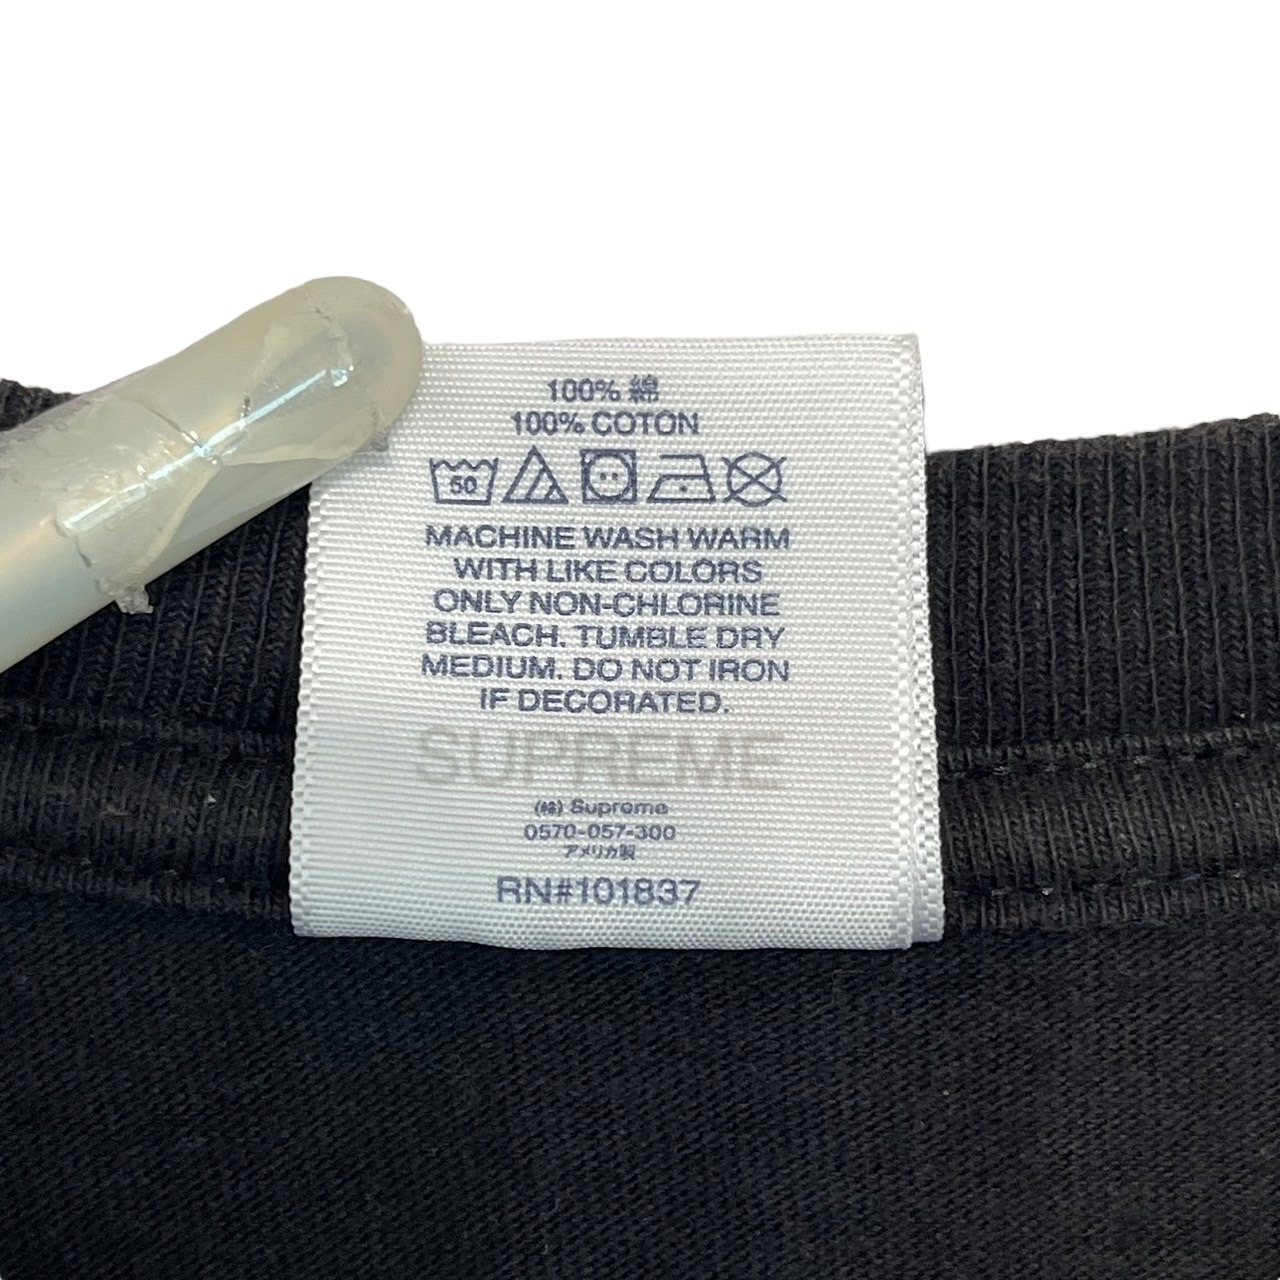 100% 綿
100% COTON
50
MACHINE WASH WARM
WITH LIKE COLORS
ONLY NON-CHLORINE
BLEACH. TUMBLE DRY
MEDIUM. DO NOT IRON
IF DECORATED.
SUPREME
(株) Supreme
0570-057-300
アメリカ製
RN#101837